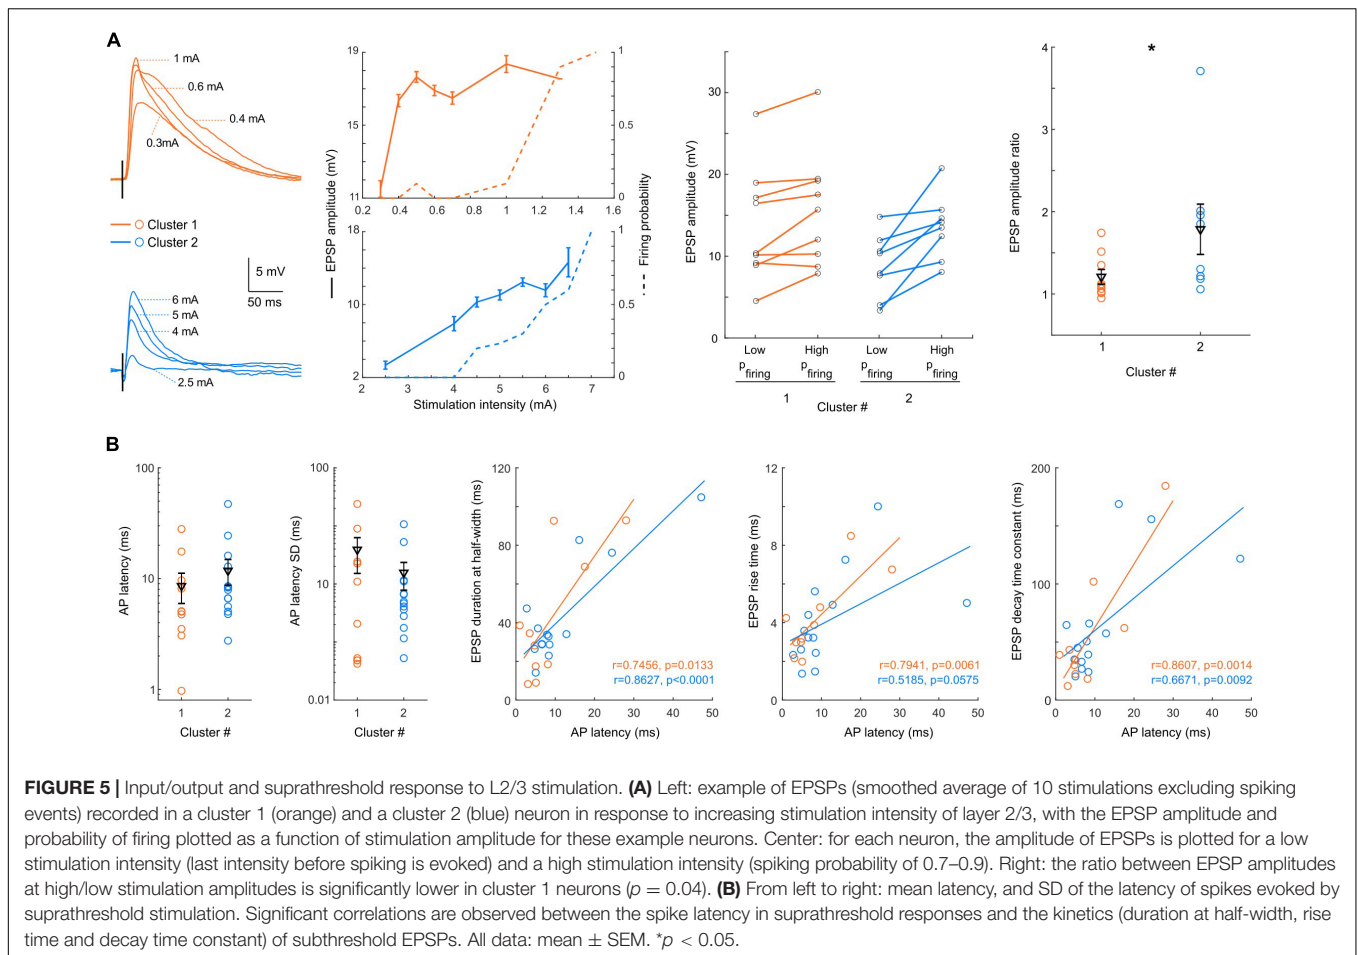 A
1 mA
0.6 mA
0.4 mA
0.3mA
Cluster 1
Cluster 2
5 mV
50 ms
6 mA
5 mA
4 mA
2.5 mA
EPSP amplitude (mV)
Firing probability
19
17
15
13
11
1
0.5
0
0.2 0.4 0.6 0.8 1 1.2 1.4 1.6
18
10
2
1
0.5
0
2 3 4 5 6 7
Stimulation intensity (mA)
EPSP amplitude (mV)
30
20
10
0
Low High Low High
p firing p firing p firing p firing
1 2
Cluster #
*
EPSP amplitude ratio
4
3
2
1
1 2
Cluster #
B
AP latency (ms)
100
10
1
1 2
Cluster #
AP latency SD (ms)
100
10
0.01
1 2
Cluster #
EPSP duration at half-width (ms)
120
80
40
0
r=0.7456, p=0.0133
r=0.8627, p<0.0001
0 10 20 30 40 50
AP latency (ms)
EPSP rise time (ms)
12
8
4
0
r=0.7941, p=0.0061
r=0.5185, p=0.0575
0 10 20 30 40 50
AP latency (ms)
EPSP decay time constant (ms)
200
100
0
r=0.8607, p=0.0014
r=0.6671, p=0.0092
0 10 20 30 40 50
AP latency (ms)
FIGURE 5 | Input/output and suprathreshold response to L2/3 stimulation. (A) Left: example of EPSPs (smoothed average of 10 stimulations excluding spiking
events) recorded in a cluster 1 (orange) and a cluster 2 (blue) neuron in response to increasing stimulation intensity of layer 2/3, with the EPSP amplitude and
probability of firing plotted as a function of stimulation amplitude for these example neurons. Center: for each neuron, the amplitude of EPSPs is plotted for a low
stimulation intensity (last intensity before spiking is evoked) and a high stimulation intensity (spiking probability of 0.7–0.9). Right: the ratio between EPSP amplitudes
at high/low stimulation amplitudes is significantly lower in cluster 1 neurons (p = 0.04). (B) From left to right: mean latency, and SD of the latency of spikes evoked by
suprathreshold stimulation. Significant correlations are observed between the spike latency in suprathreshold responses and the kinetics (duration at half-width, rise
time and decay time constant) of subthreshold EPSPs. All data: mean ± SEM. *p < 0.05.